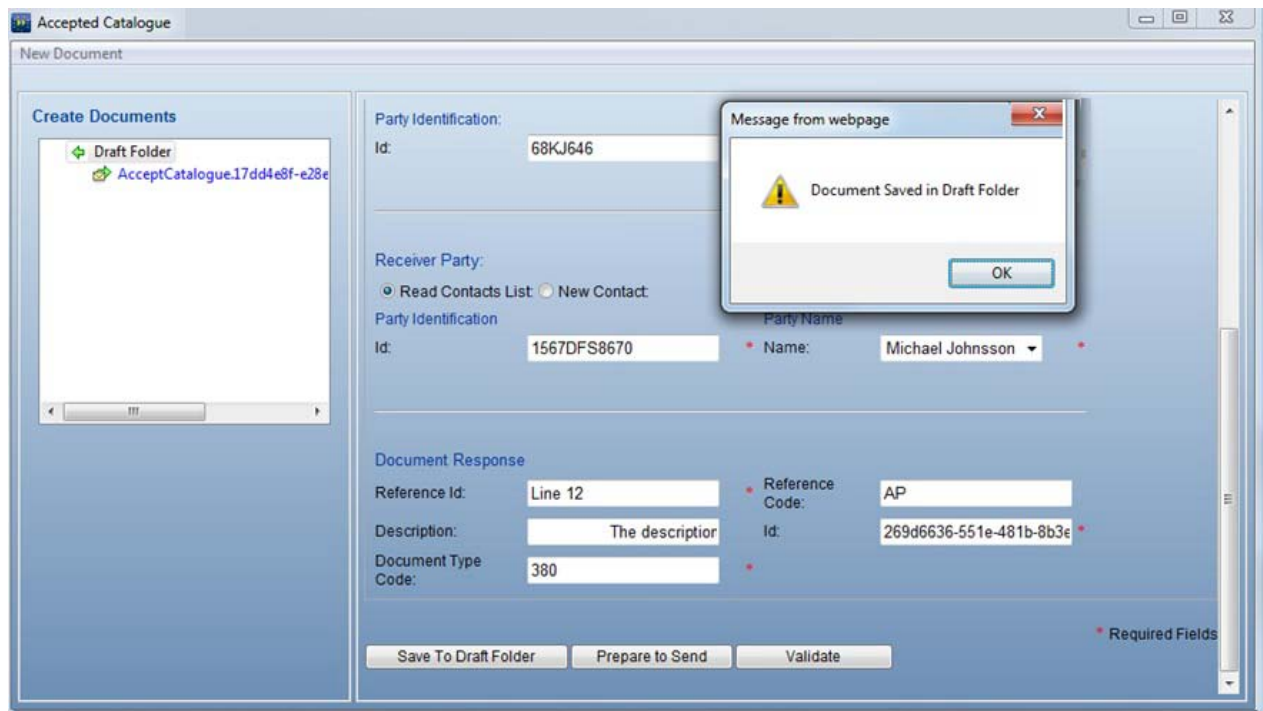 Accepted Catalogue
New Document
Create Documents
Draft Folder
AcceptCatalogue.17dd4e8f-e28e
Party Identification:
Id: 68KJ646
Message from webpage
Document Saved in Draft Folder
OK
Receiver Party:
Read Contacts List: New Contact:
Party Identification Party Name
Id: 1567DFS8670 * Name: Michael Johnsson *
Document Response
Reference Id: Line 12 * Reference Code: AP
Description: The description Id: 269d6636-551e-481b-8b3e *
Document Type Code: 380 *
* Required Fields
Save To Draft Folder Prepare to Send Validate